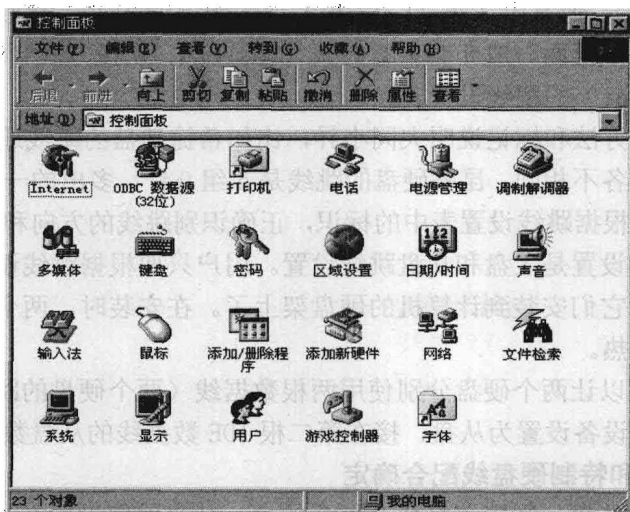 控制面板
文件(F) 编辑(E) 查看(V) 转到(G) 收藏(A) 帮助(H)
后退 前进 向上 剪切 复制 粘贴 撤消 删除 属性 查看
地址(D) 控制面板
Internet ODBC 数据源 打印机 电话 电源管理 调制解调器
(32位)
多媒体 键盘 密码 区域设置 日期/时间 声音
输入法 鼠标 添加/删除程 添加新硬件 网络 文件检索
序
系统 显示 用户 游戏控制器 字体
23 个对象 我的电脑